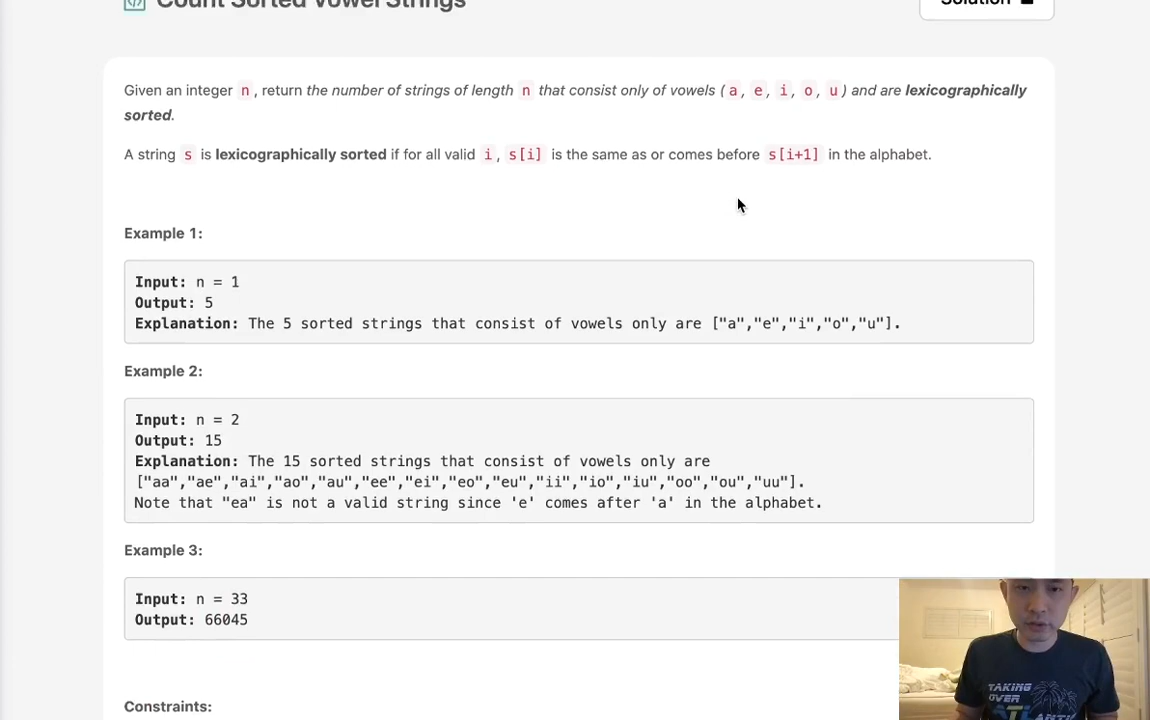 Count Sorted Vowel Strings
Solution
Given an integer n, return the number of strings of length n that consist only of vowels (a, e, i, o, u) and are lexicographically
sorted.
A string s is lexicographically sorted if for all valid i, s[i] is the same as or comes before s[i+1] in the alphabet.
Example 1:
Input: n = 1
Output: 5
Explanation: The 5 sorted strings that consist of vowels only are ["a","e","i","o","u"].
Example 2:
Input: n = 2
Output: 15
Explanation: The 15 sorted strings that consist of vowels only are
["aa","ae","ai","ao","au","ee","ei","eo","eu","ii","io","iu","oo","ou","uu"].
Note that "ea" is not a valid string since 'e' comes after 'a' in the alphabet.
Example 3:
Input: n = 33
Output: 66045
Constraints:
TAKING
OVER